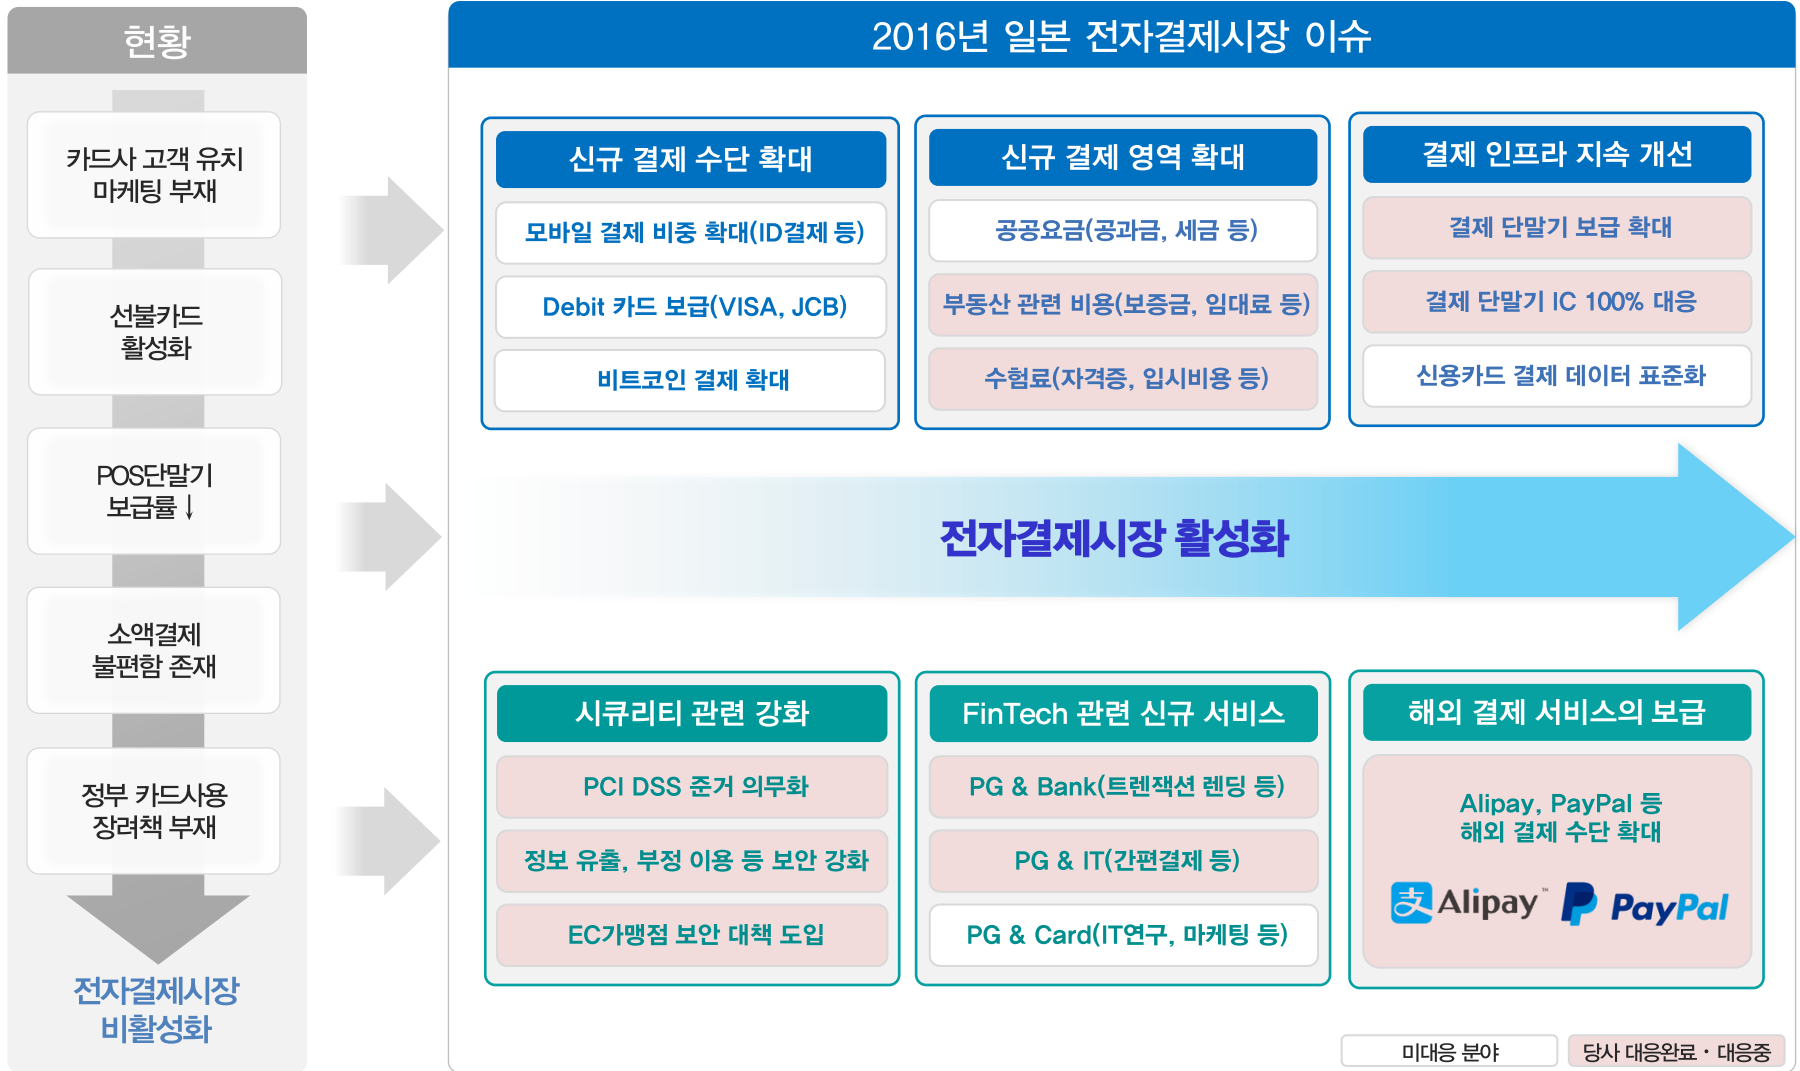 현황
카드사 고객 유치
마케팅 부재
선불카드
활성화
POS단말기
보급률↓
소액결제
불편함 존재
정부 카드사용
장려책 부재
전자결제시장
비활성화
2016년 일본 전자결제시장 이슈
신규 결제 수단 확대
모바일 결제 비중 확대(ID결제 등)
Debit 카드 보급(VISA, JCB)
비트코인 결제 확대
신규 결제 영역 확대
공공요금(공과금, 세금 등)
부동산 관련 비용(보증금, 임대료 등)
수험료(자격증, 입시비용 등)
결제 인프라 지속 개선
결제 단말기 보급 확대
결제 단말기 IC 100% 대응
신용카드 결제 데이터 표준화
전자결제시장 활성화
시큐리티 관련 강화
PCI DSS 준거 의무화
정보 유출, 부정 이용 등 보안 강화
EC가맹점 보안 대책 도입
FinTech 관련 신규 서비스
PG & Bank(트렌잭션 렌딩 등)
PG & IT(간편결제 등)
PG & Card(IT연구, 마케팅 등)
해외 결제 서비스의 보급
Alipay, PayPal 등
해외 결제 수단 확대
支 Alipay™ PayPal
미대응 분야
당사 대응완료・대응중